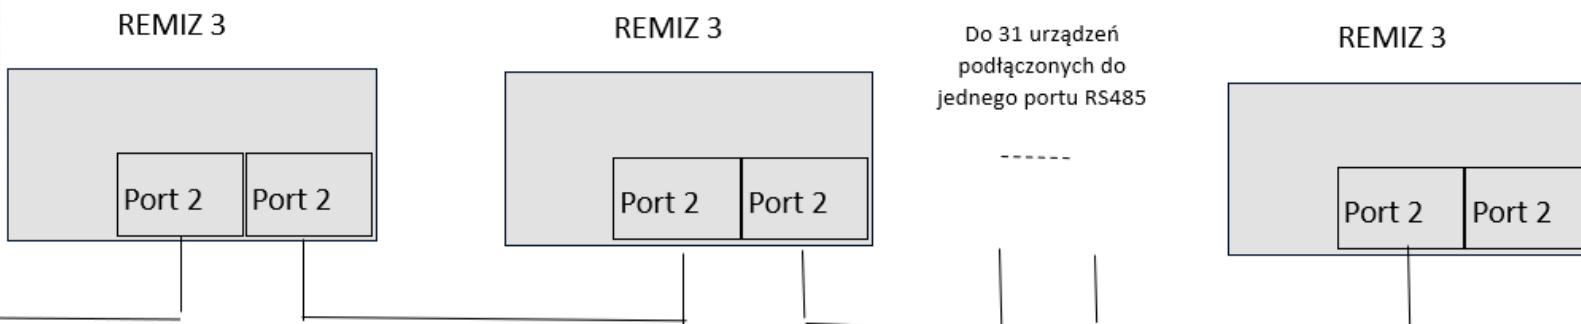 REMIZ 3
Port 2
Port 2
REMIZ 3
Port 2
Port 2
Do 31 urządzeń
podłączonych do
jednego portu RS485
REMIZ 3
Port 2
Port 2